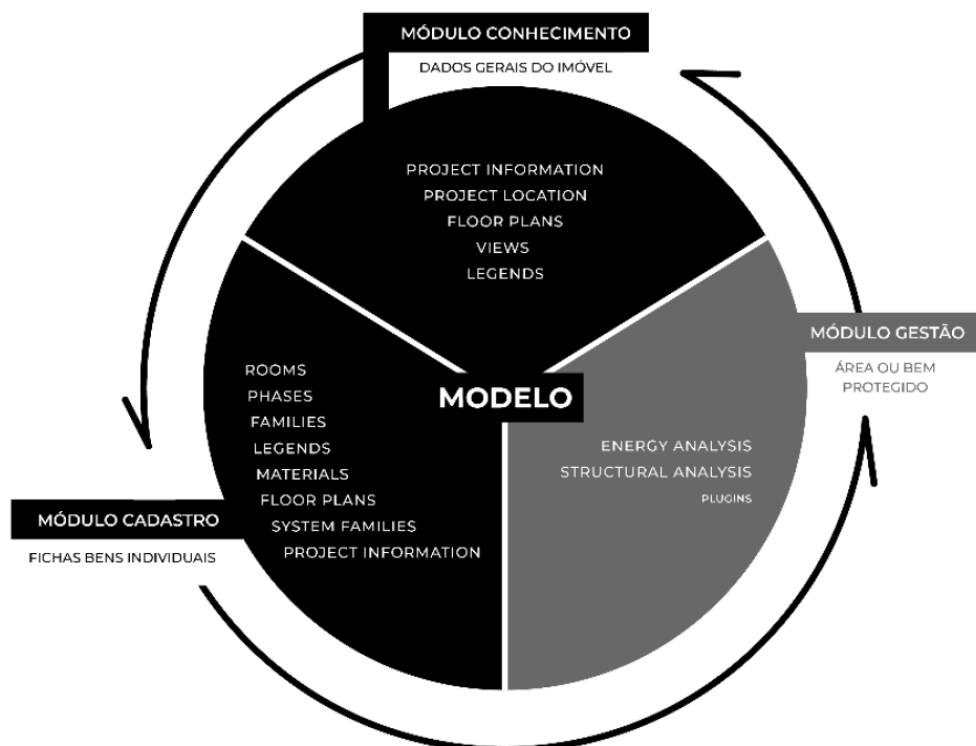 MÓDULO CONHECIMENTO
DADOS GERAIS DO IMÓVEL
PROJECT INFORMATION
PROJECT LOCATION
FLOOR PLANS
VIEWS
LEGENDS
MÓDULO GESTÃO
ÁREA OU BEM
PROTEGIDO
MODELO
ROOMS
PHASES
FAMILIES
LEGENDS
MATERIALS
FLOOR PLANS
SYSTEM FAMILIES
PROJECT INFORMATION
ENERGY ANALYSIS
STRUCTURAL ANALYSIS
PLUGINS
MÓDULO CADASTRO
FICHAS BENS INDIVIDUAIS